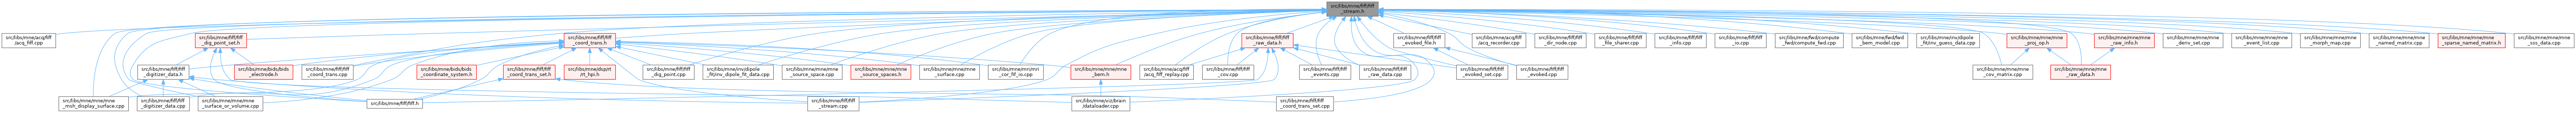 src/libs/mne/fiff/fiff
_stream.h
src/libs/mne/acq/fiff
/acq_fiff.cpp
src/libs/mne/fiff/fiff
_dig_point_set.h
src/libs/mne/fiff/fiff
_coord_trans.h
src/libs/mne/fiff/fiff
_raw_data.h
src/libs/mne/fiff/fiff
_evoked_file.h
src/libs/mne/acq/fiff
/acq_recorder.cpp
src/libs/mne/fiff/fiff
_dir_node.cpp
src/libs/mne/fiff/fiff
_file_sharer.cpp
src/libs/mne/fiff/fiff
_info.cpp
src/libs/mne/fiff/fiff
_io.cpp
src/libs/mne/fwd/compute
_fwd/compute_fwd.cpp
src/libs/mne/fwd/fwd
_bem_model.cpp
src/libs/mne/inv/dipole
_fit/inv_guess_data.cpp
src/libs/mne/mne/mne
_proj_op.h
src/libs/mne/mne/mne
_raw_info.h
src/libs/mne/mne/mne
_deriv_set.cpp
src/libs/mne/mne/mne
_event_list.cpp
src/libs/mne/mne/mne
_morph_map.cpp
src/libs/mne/mne/mne
_named_matrix.cpp
src/libs/mne/mne/mne
_sparse_named_matrix.h
src/libs/mne/mne/mne
_sss_data.cpp
src/libs/mne/fiff/fiff
_digitizer_data.h
src/libs/mne/bids/bids
_electrode.h
src/libs/mne/fiff/fiff
_coord_trans.cpp
src/libs/mne/bids/bids
_coordinate_system.h
src/libs/mne/fiff/fiff
_coord_trans_set.h
src/libs/mne/dsp/rt
/rt_hpi.h
src/libs/mne/fiff/fiff
_dig_point.cpp
src/libs/mne/inv/dipole
_fit/inv_dipole_fit_data.cpp
src/libs/mne/mne/mne
_source_space.cpp
src/libs/mne/mne/mne
_source_spaces.h
src/libs/mne/mne/mne
_surface.cpp
src/libs/mne/mri/mri
_cor_fif_io.cpp
src/libs/mne/mne/mne
_bem.h
src/libs/mne/acq/fiff
/acq_fiff_replay.cpp
src/libs/mne/fiff/fiff
_cov.cpp
src/libs/mne/fiff/fiff
_events.cpp
src/libs/mne/fiff/fiff
_raw_data.cpp
src/libs/mne/fiff/fiff
_evoked_set.cpp
src/libs/mne/fiff/fiff
_evoked.cpp
src/libs/mne/mne/mne
_cov_matrix.cpp
src/libs/mne/mne/mne
_raw_data.h
src/libs/mne/mne/mne
_msh_display_surface.cpp
src/libs/mne/fiff/fiff
_digitizer_data.cpp
src/libs/mne/mne/mne
_surface_or_volume.cpp
src/libs/mne/fiff/fiff.h
src/libs/mne/fiff/fiff
_stream.cpp
src/libs/mne/viz/brain
/dataloader.cpp
src/libs/mne/fiff/fiff
_coord_trans_set.cpp